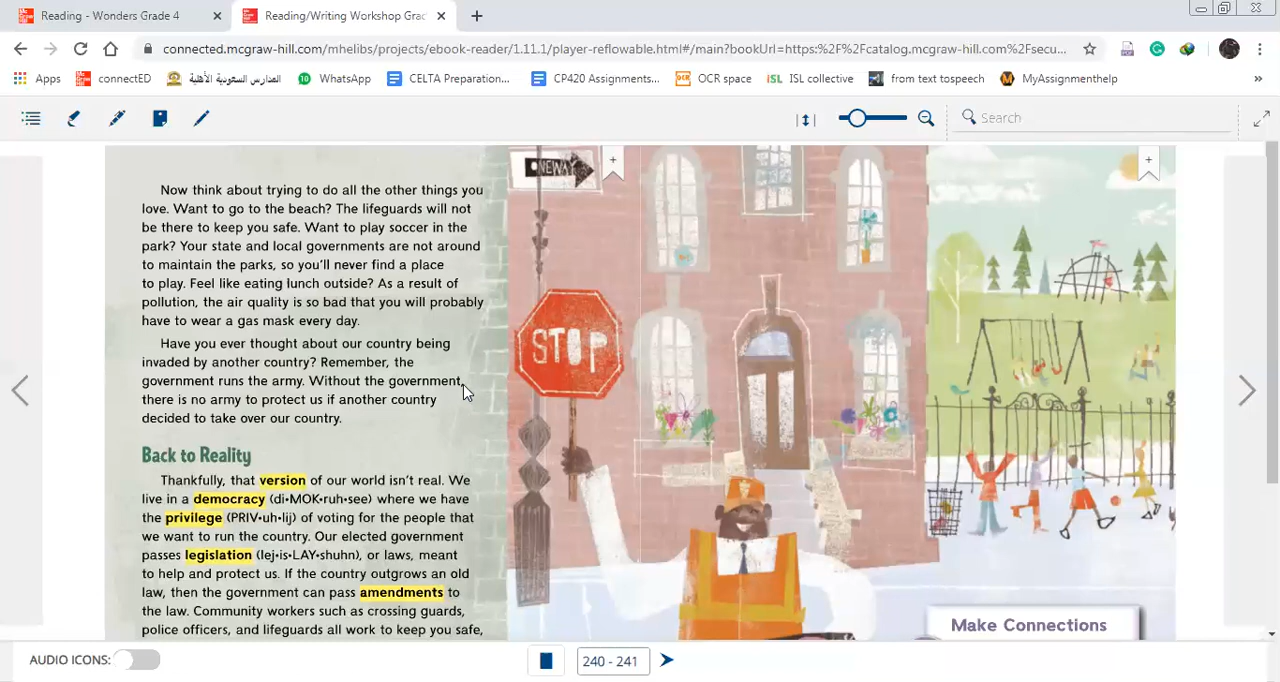 Reading - Wonders Grade 4
Reading/Writing Workshop Grad
connected.mcgraw-hill.com/mhelibs/projects/ebook-reader/1.11.1/player-reflowable.html#/main?bookUrl=https:%2F%2Fcatalog.mcgraw-hill.com%2Fsecu...
Apps
connectED
المدارس السعودية الأهلية
WhatsApp
CELTA Preparation...
CP420 Assignments...
OCR space
iSL ISL collective
from text tospeech
MyAssignmenthelp
Search
Now think about trying to do all the other things you
love. Want to go to the beach? The lifeguards will not
be there to keep you safe. Want to play soccer in the
park? Your state and local governments are not around
to maintain the parks, so you'll never find a place
to play. Feel like eating lunch outside? As a result of
pollution, the air quality is so bad that you will probably
have to wear a gas mask every day.
Have you ever thought about our country being
invaded by another country? Remember, the
government runs the army. Without the government,
there is no army to protect us if another country
decided to take over our country.
Back to Reality
Thankfully, that version of our world isn't real. We
live in a democracy (di•MOK•ruh•see) where we have
the privilege (PRIV•uh•lij) of voting for the people that
we want to run the country. Our elected government
passes legislation (lej•is•LAY•shuhn), or laws, meant
to help and protect us. If the country outgrows an old
law, then the government can pass amendments to
the law. Community workers such as crossing guards,
police officers, and lifeguards all work to keep you safe,
ONEWAY
STOP
Make Connections
AUDIO ICONS:
240 - 241